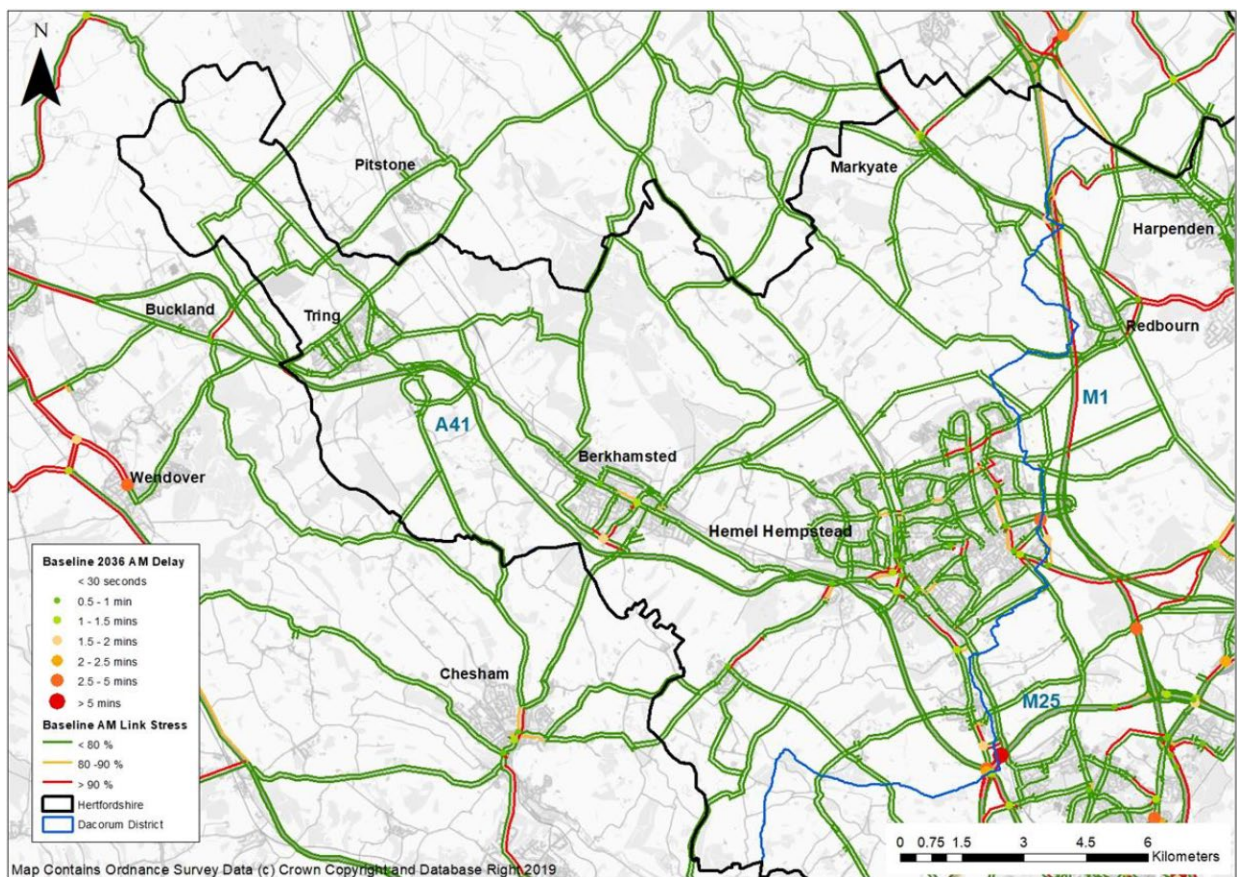 N
Pitstone
Markyate
Harpenden
Buckland
Tring
Redbourn
M1
A41
Berkhamsted
Wendover
Hemel Hempstead
Chesham
M25
Baseline 2036 AM Delay
< 30 seconds
0.5 - 1 min
1 - 1.5 mins
1.5 - 2 mins
2 - 2.5 mins
2.5 - 5 mins
> 5 mins
Baseline AM Link Stress
< 80 %
80 -90 %
> 90 %
Hertfordshire
Dacorum District
0 0.75 1.5 3 4.5 6
Kilometers
Map Contains Ordnance Survey Data (c) Crown Copyright and Database Right 2019